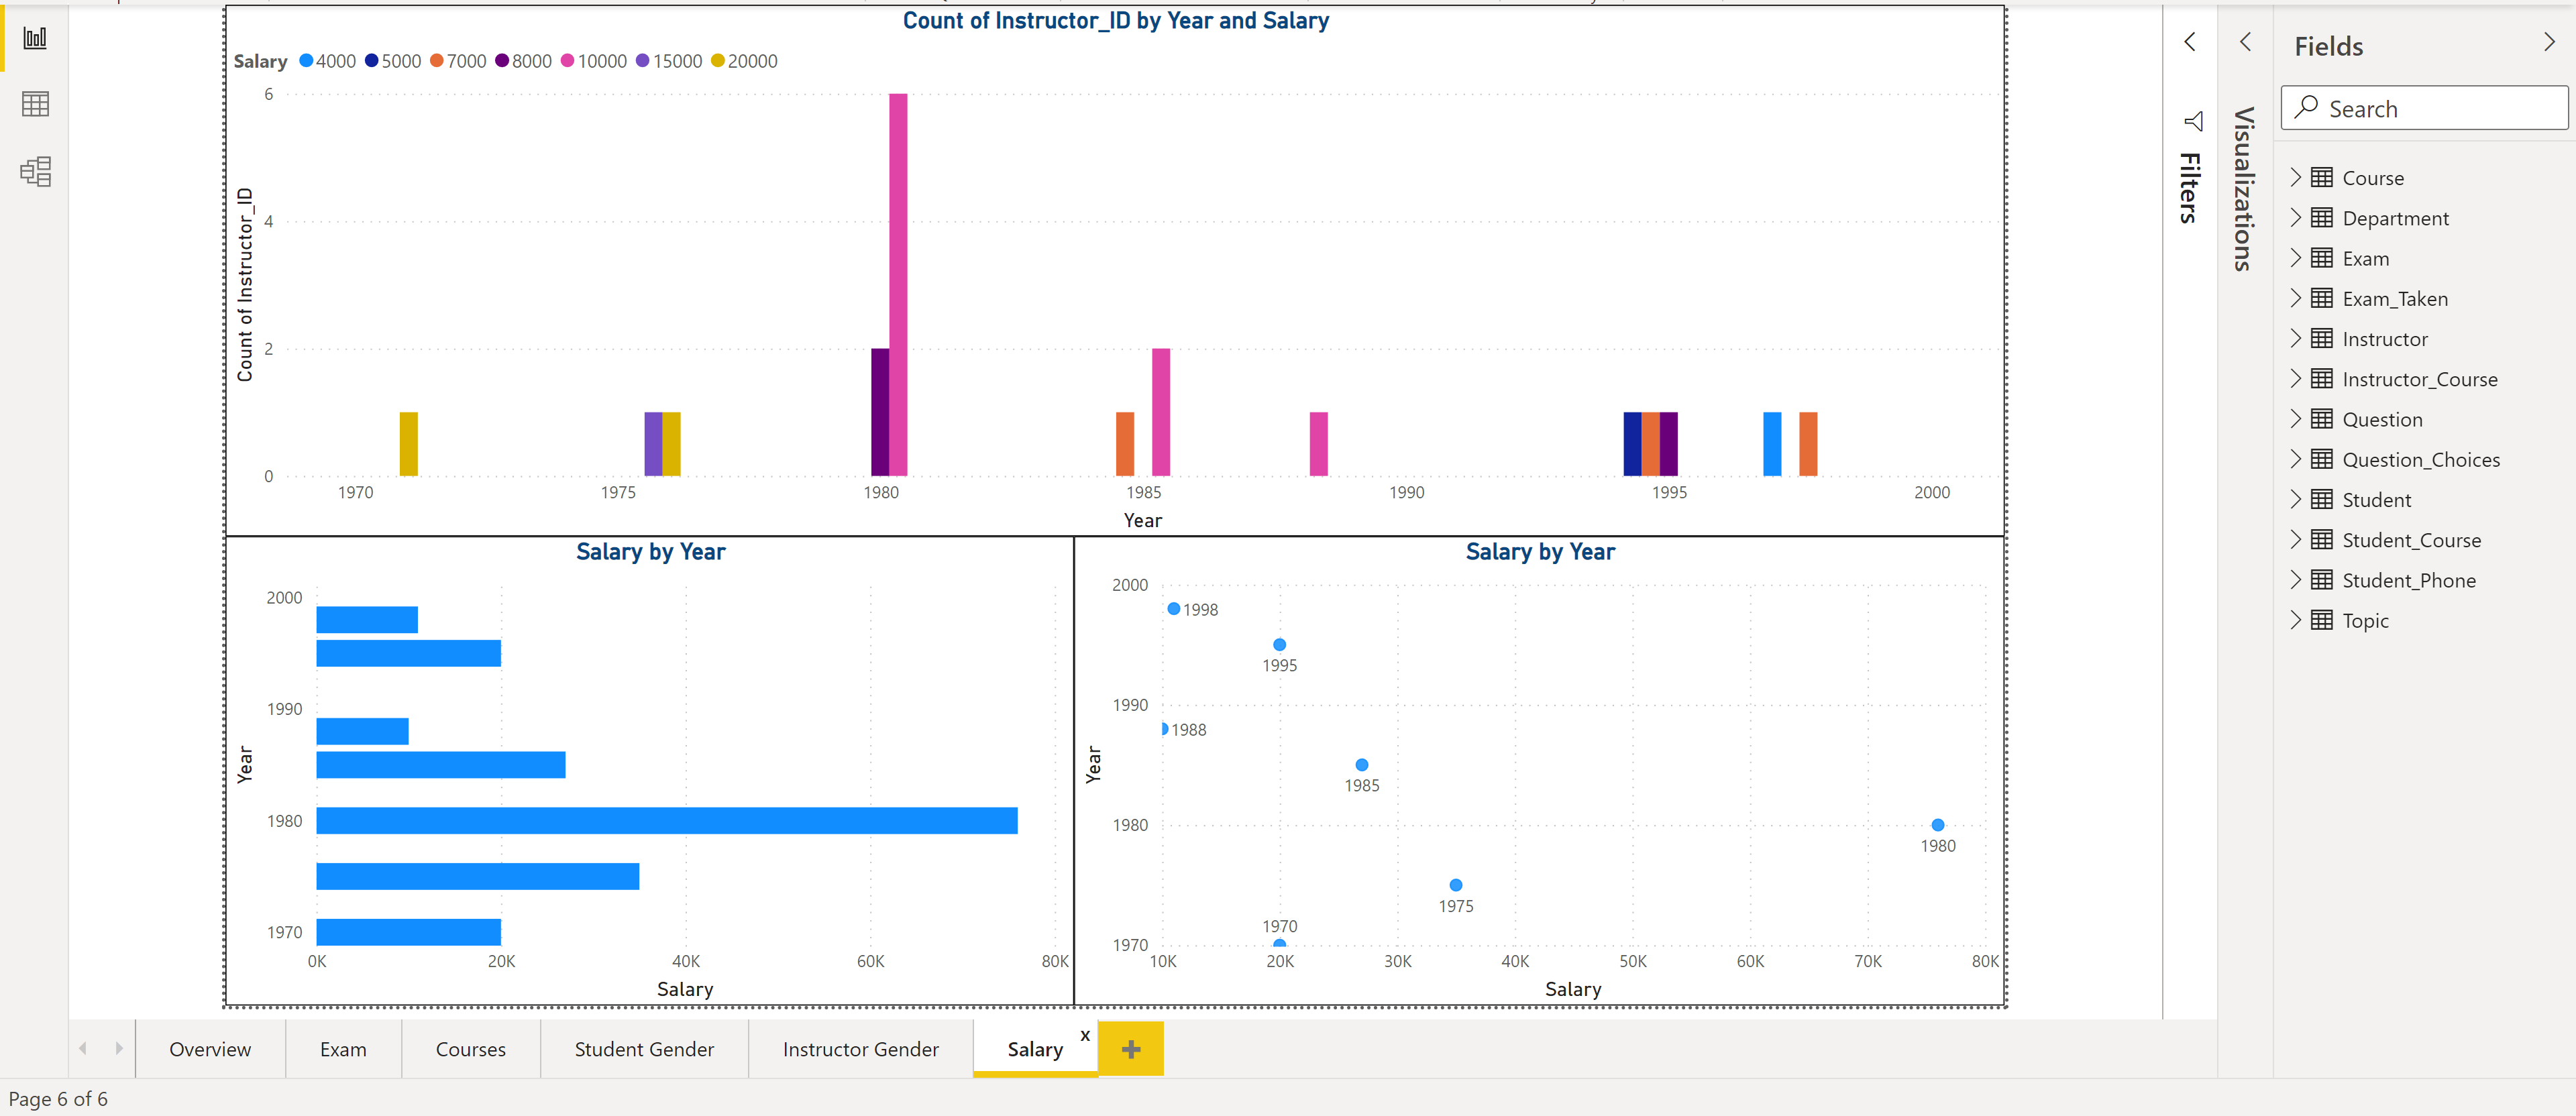 Count of Instructor_ID by Year and Salary
Salary 4000 5000 7000 8000 10000 15000 20000
6
4
2
0
Count of Instructor_ID
1970 1975 1980 1985 1990 1995 2000
Year
Salary by Year
2000
1990
1980
1970
Year
0K 20K 40K 60K 80K
Salary
Salary by Year
2000
1990
1980
1970
Year
1998
1995
1988
1985
1980
1975
1970
10K 20K 30K 40K 50K 60K 70K 80K
Salary
Filters
Visualizations
Fields
Search
Course
Department
Exam
Exam_Taken
Instructor
Instructor_Course
Question
Question_Choices
Student
Student_Course
Student_Phone
Topic
Overview Exam Courses Student Gender Instructor Gender Salary x +
Page 6 of 6